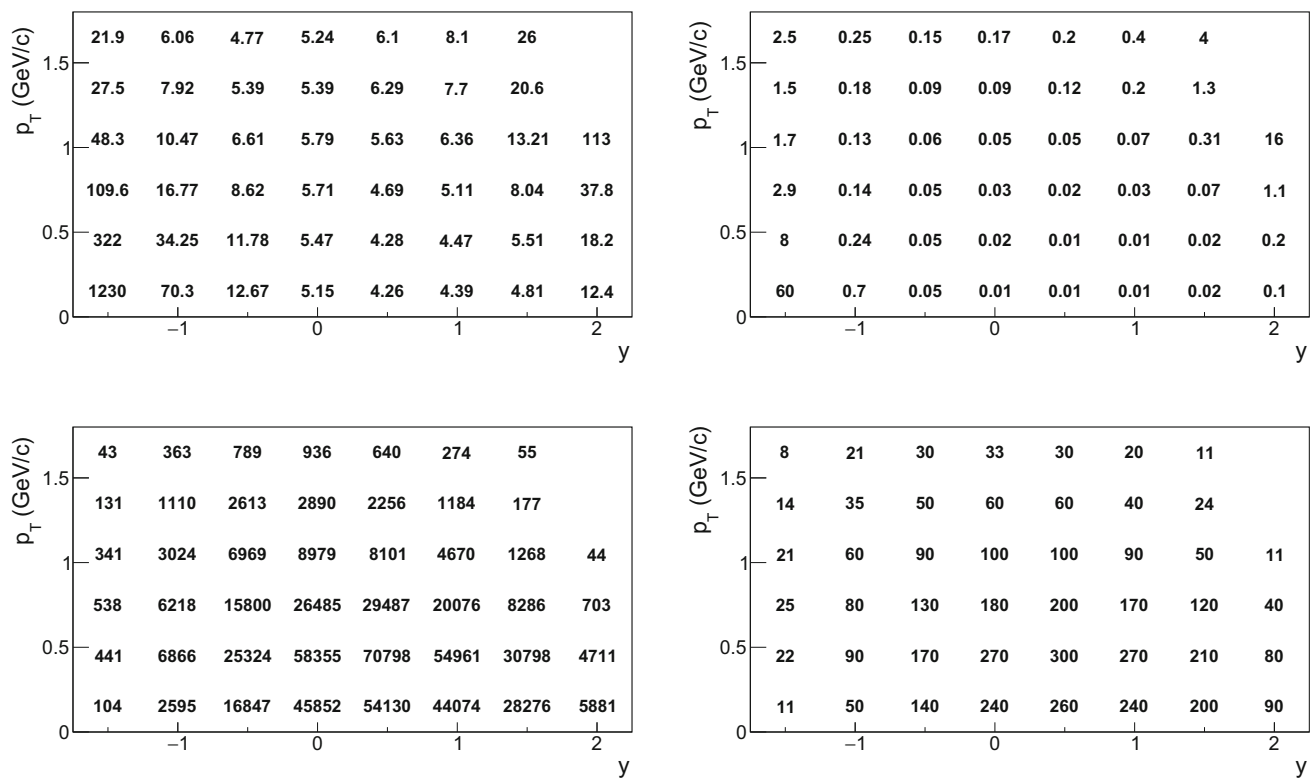 21.9 6.06 4.77 5.24 6.1 8.1 26
1.5
27.5 7.92 5.39 5.39 6.29 7.7 20.6
p_T (GeV/c)
1 48.3 10.47 6.61 5.79 5.63 6.36 13.21 113
109.6 16.77 8.62 5.71 4.69 5.11 8.04 37.8
0.5
322 34.25 11.78 5.47 4.28 4.47 5.51 18.2
1230 70.3 12.67 5.15 4.26 4.39 4.81 12.4
0
−1 0 1 2
y
2.5 0.25 0.15 0.17 0.2 0.4 4
1.5
1.5 0.18 0.09 0.09 0.12 0.2 1.3
p_T (GeV/c)
1 1.7 0.13 0.06 0.05 0.05 0.07 0.31 16
2.9 0.14 0.05 0.03 0.02 0.03 0.07 1.1
0.5
8 0.24 0.05 0.02 0.01 0.01 0.02 0.2
60 0.7 0.05 0.01 0.01 0.01 0.02 0.1
0
−1 0 1 2
y
43 363 789 936 640 274 55
1.5
131 1110 2613 2890 2256 1184 177
p_T (GeV/c)
1 341 3024 6969 8979 8101 4670 1268 44
538 6218 15800 26485 29487 20076 8286 703
0.5
441 6866 25324 58355 70798 54961 30798 4711
104 2595 16847 45852 54130 44074 28276 5881
0
−1 0 1 2
y
8 21 30 33 30 20 11
1.5
14 35 50 60 60 40 24
p_T (GeV/c)
1 21 60 90 100 100 90 50 11
25 80 130 180 200 170 120 40
0.5
22 90 170 270 300 270 210 80
11 50 140 240 260 240 200 90
0
−1 0 1 2
y